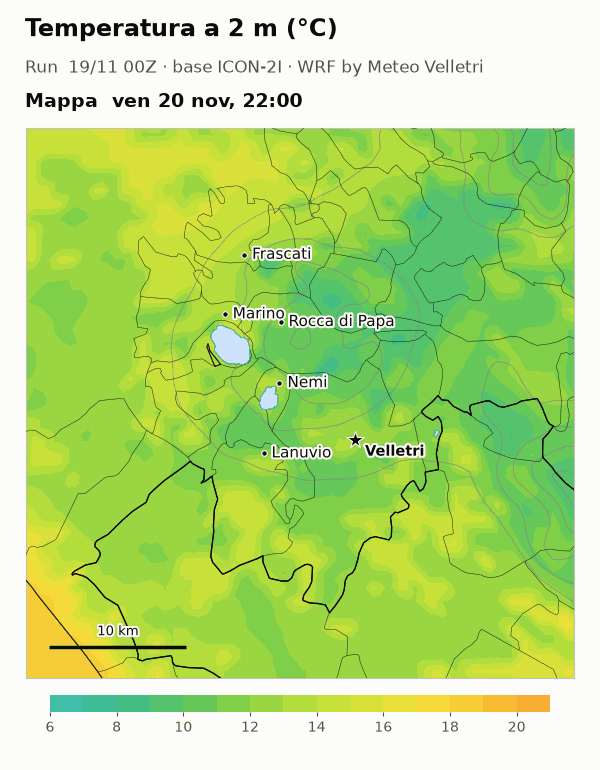 Temperatura a 2 m (°C)
Run  19/11 00Z · base ICON-2I · WRF by Meteo Velletri
Mappa  ven 20 nov, 22:00
Frascati
Marino
Rocca di Papa
Nemi
Velletri
Lanuvio
10 km
6 8 10 12 14 16 18 20